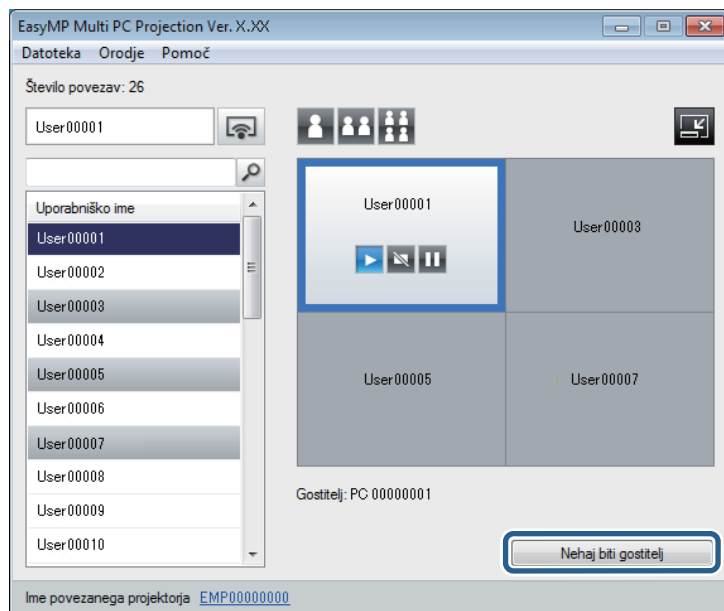 EasyMP Multi PC Projection Ver. X.XX
Datoteka Orodje Pomoč
Število povezav: 26
User00001
Uporabniško ime
User00001
User00002
User00003
User00004
User00005
User00006
User00007
User00008
User00009
User00010
User00001
User00003
User00005
User00007
Gostitelj: PC 00000001
Nehaj biti gostitelj
Ime povezanega projektorja EMP00000000